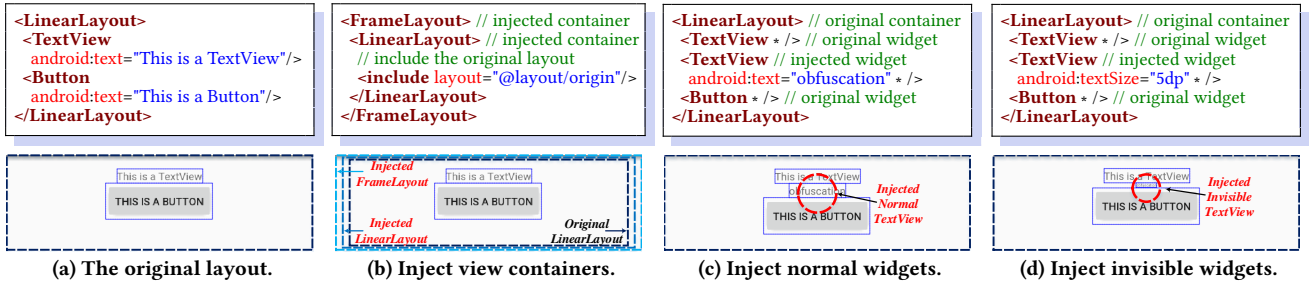 <LinearLayout>
<TextView
android:text="This is a TextView"/>
<Button
android:text="This is a Button"/>
</LinearLayout>
This is a TextView
THIS IS A BUTTON
(a) The original layout.
<FrameLayout> // injected container
<LinearLayout> // injected container
// include the original layout
<include layout="@layout/origin"/>
</LinearLayout>
</FrameLayout>
Injected
FrameLayout
This is a TextView
THIS IS A BUTTON
Injected
LinearLayout
Original
LinearLayout
(b) Inject view containers.
<LinearLayout> // original container
<TextView * /> // original widget
<TextView // injected widget
android:text="obfuscation" * />
<Button * /> // original widget
</LinearLayout>
This is a TextView
obfuscation
THIS IS A BUTTON
Injected
Normal
TextView
(c) Inject normal widgets.
<LinearLayout> // original container
<TextView * /> // original widget
<TextView // injected widget
android:textSize="5dp" * />
<Button * /> // original widget
</LinearLayout>
This is a TextView
THIS IS A BUTTON
Injected
Invisible
TextView
(d) Inject invisible widgets.